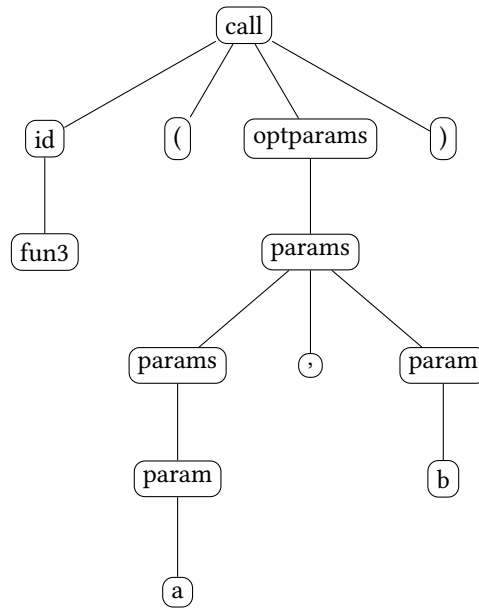 call
id ( optparams )
fun3 params
params , param
param b
a